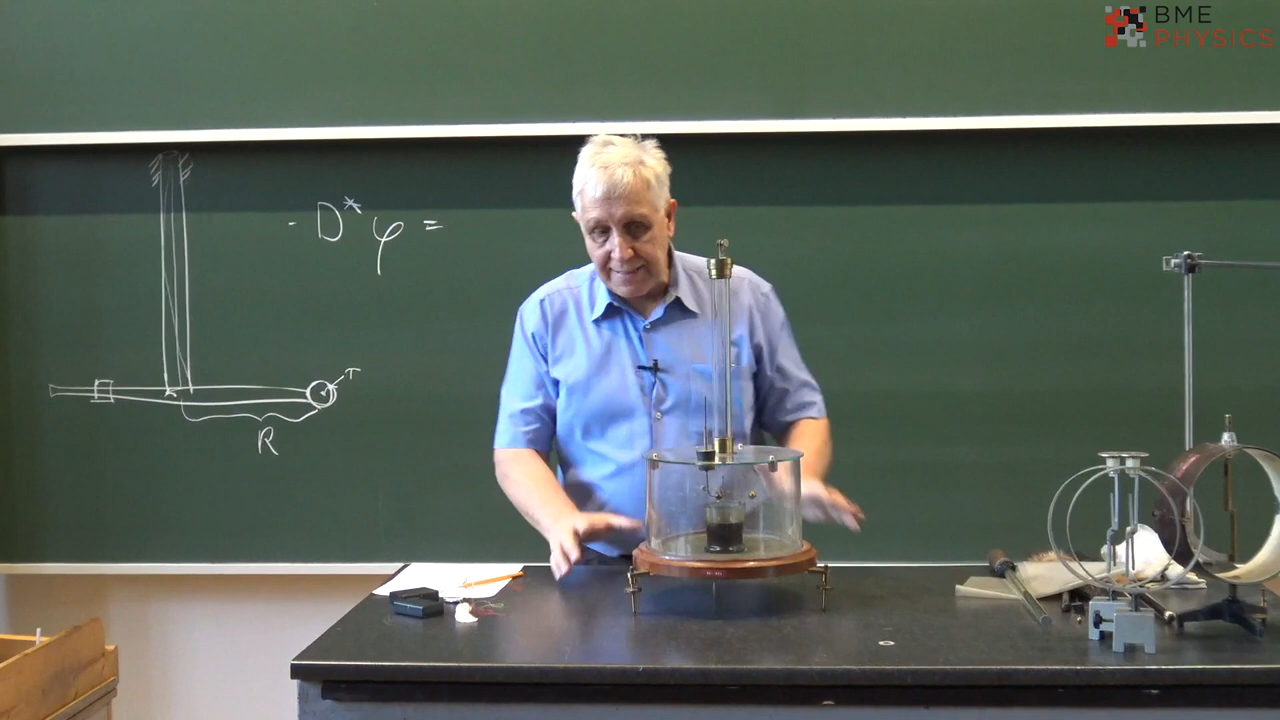 BME
PHYSICS
- D* φ =
T
R